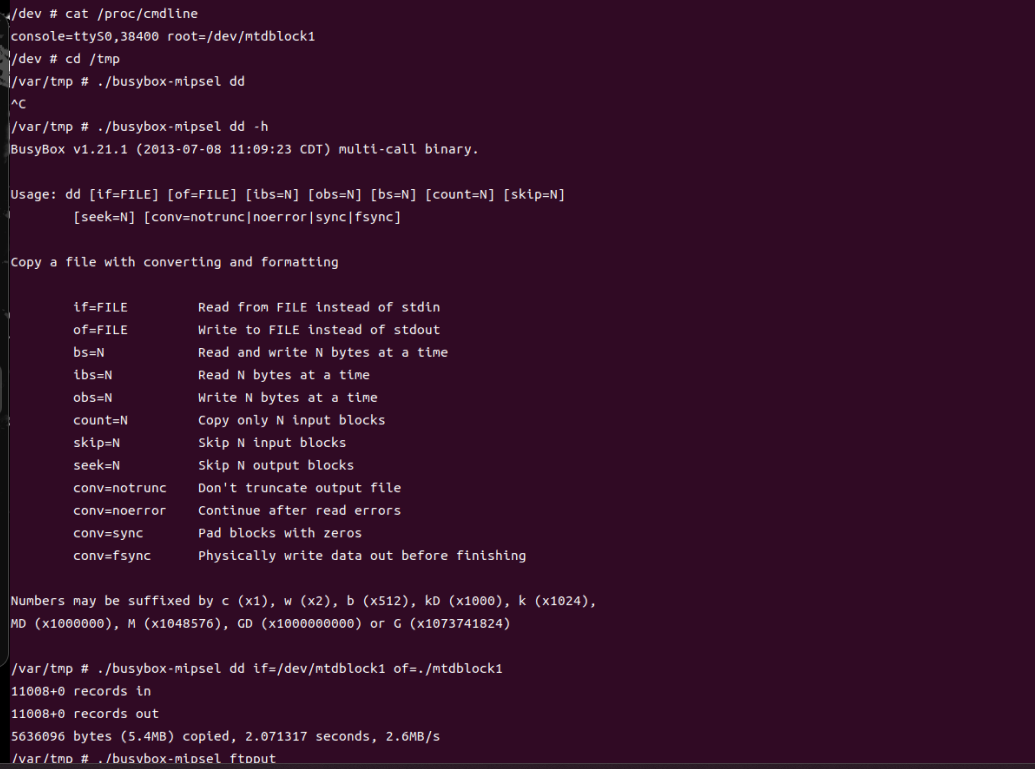 /dev # cat /proc/cmdline
console=ttyS0,38400 root=/dev/mtdblock1
/dev # cd /tmp
/var/tmp # ./busybox-mipsel dd
^C
/var/tmp # ./busybox-mipsel dd -h
BusyBox v1.21.1 (2013-07-08 11:09:23 CDT) multi-call binary.
Usage: dd [if=FILE] [of=FILE] [ibs=N] [obs=N] [bs=N] [count=N] [skip=N]
[seek=N] [conv=notrunc|noerror|sync|fsync]
Copy a file with converting and formatting
if=FILE Read from FILE instead of stdin
of=FILE Write to FILE instead of stdout
bs=N Read and write N bytes at a time
ibs=N Read N bytes at a time
obs=N Write N bytes at a time
count=N Copy only N input blocks
skip=N Skip N input blocks
seek=N Skip N output blocks
conv=notrunc Don't truncate output file
conv=noerror Continue after read errors
conv=sync Pad blocks with zeros
conv=fsync Physically write data out before finishing
Numbers may be suffixed by c (x1), w (x2), b (x512), kD (x1000), k (x1024),
MD (x1000000), M (x1048576), GD (x1000000000) or G (x1073741824)
/var/tmp # ./busybox-mipsel dd if=/dev/mtdblock1 of=./mtdblock1
11008+0 records in
11008+0 records out
5636096 bytes (5.4MB) copied, 2.071317 seconds, 2.6MB/s
/var/tmp # ./busybox-mipsel ftpput